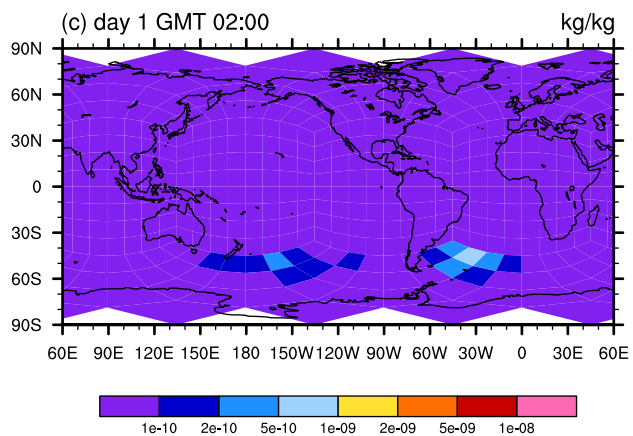 (c) day 1 GMT 02:00 kg/kg
90N
60N
30N
0
30S
60S
90S
60E 90E 120E 150E 180 150W 120W 90W 60W 30W 0 30E 60E
1e-10 2e-10 5e-10 1e-09 2e-09 5e-09 1e-08